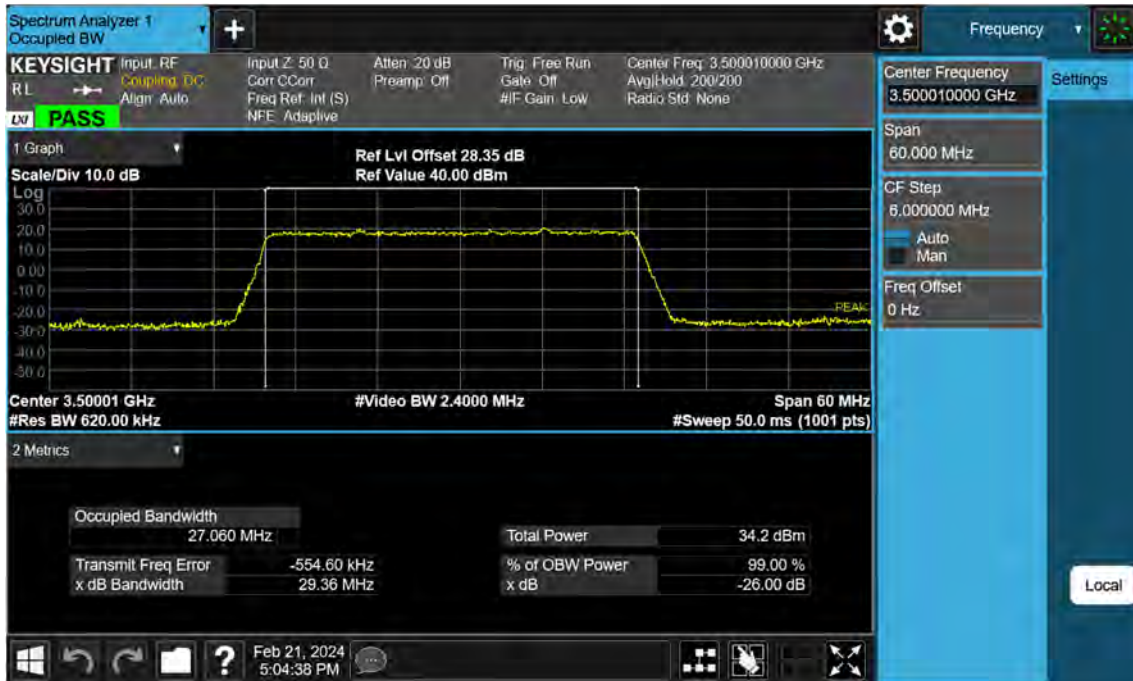 Spectrum Analyzer 1
Occupied BW
+
Frequency
KEYSIGHT
RL
LXI
PASS
Input: RF
Coupling: DC
Align: Auto
Input Z: 50 Ω
Corr CCorr
Freq Ref: Int (S)
NFE: Adaptive
Atten: 20 dB
Preamp: Off
Trig: Free Run
Gate: Off
#IF Gain: Low
Center Freq: 3.500010000 GHz
Avg|Hold: 200/200
Radio Std: None
Center Frequency
3.500010000 GHz
Settings
Span
60.000 MHz
CF Step
6.000000 MHz
Auto
Man
Freq Offset
0 Hz
1 Graph
Scale/Div 10.0 dB
Ref Lvl Offset 28.35 dB
Ref Value 40.00 dBm
Log
30.0
20.0
10.0
0.00
-10.0
-20.0
-30.0
-40.0
-50.0
PEAK
Center 3.50001 GHz
#Video BW 2.4000 MHz
Span 60 MHz
#Res BW 620.00 kHz
#Sweep 50.0 ms (1001 pts)
2 Metrics
Occupied Bandwidth
27.060 MHz
Total Power 34.2 dBm
Transmit Freq Error -554.60 kHz
% of OBW Power 99.00 %
x dB Bandwidth 29.36 MHz
x dB -26.00 dB
Local
?
Feb 21, 2024
5:04:38 PM